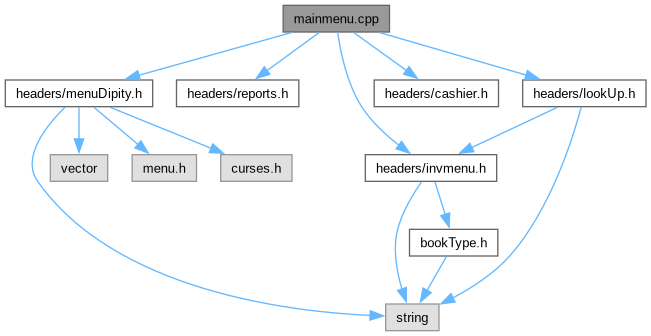 mainmenu.cpp
headers/menuDipity.h
headers/reports.h
headers/cashier.h
headers/lookUp.h
vector
menu.h
curses.h
headers/invmenu.h
bookType.h
string